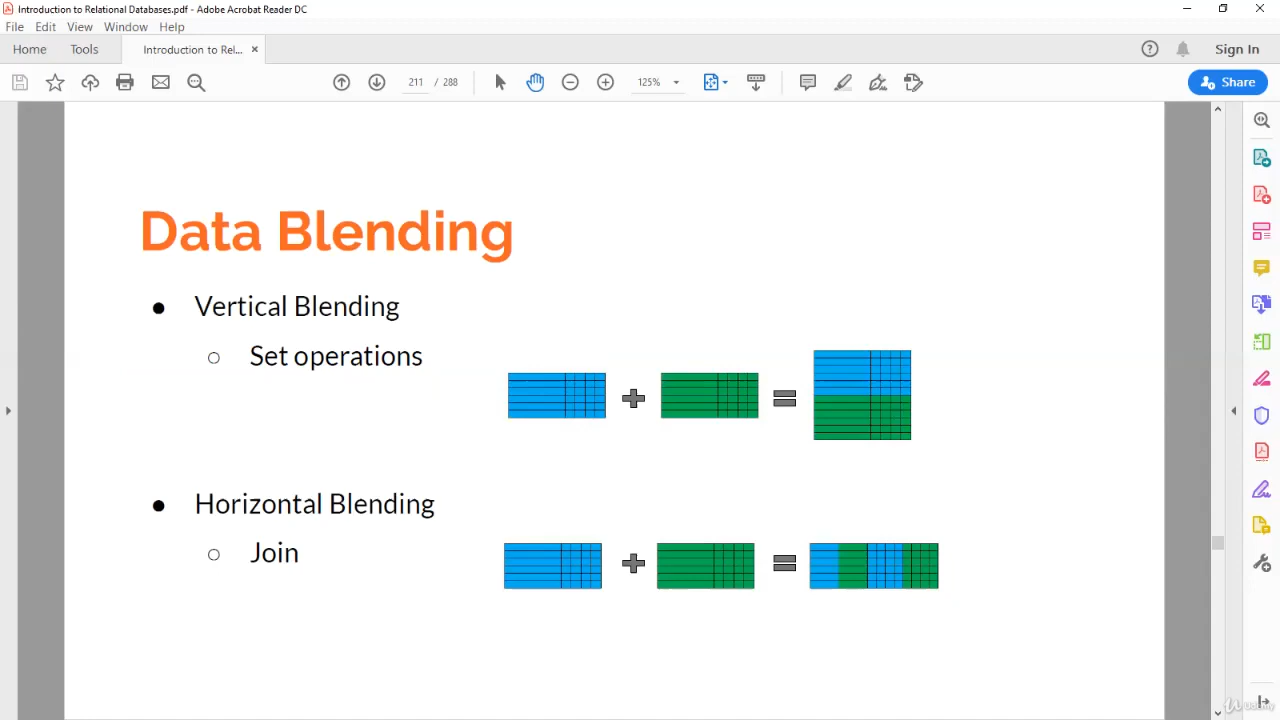 Introduction to Relational Databases.pdf - Adobe Acrobat Reader DC
File Edit View Window Help
Home Tools Introduction to Rel... × Sign In
211 / 288 125% Share
Data Blending
● Vertical Blending
○ Set operations
● Horizontal Blending
○ Join
Udemy